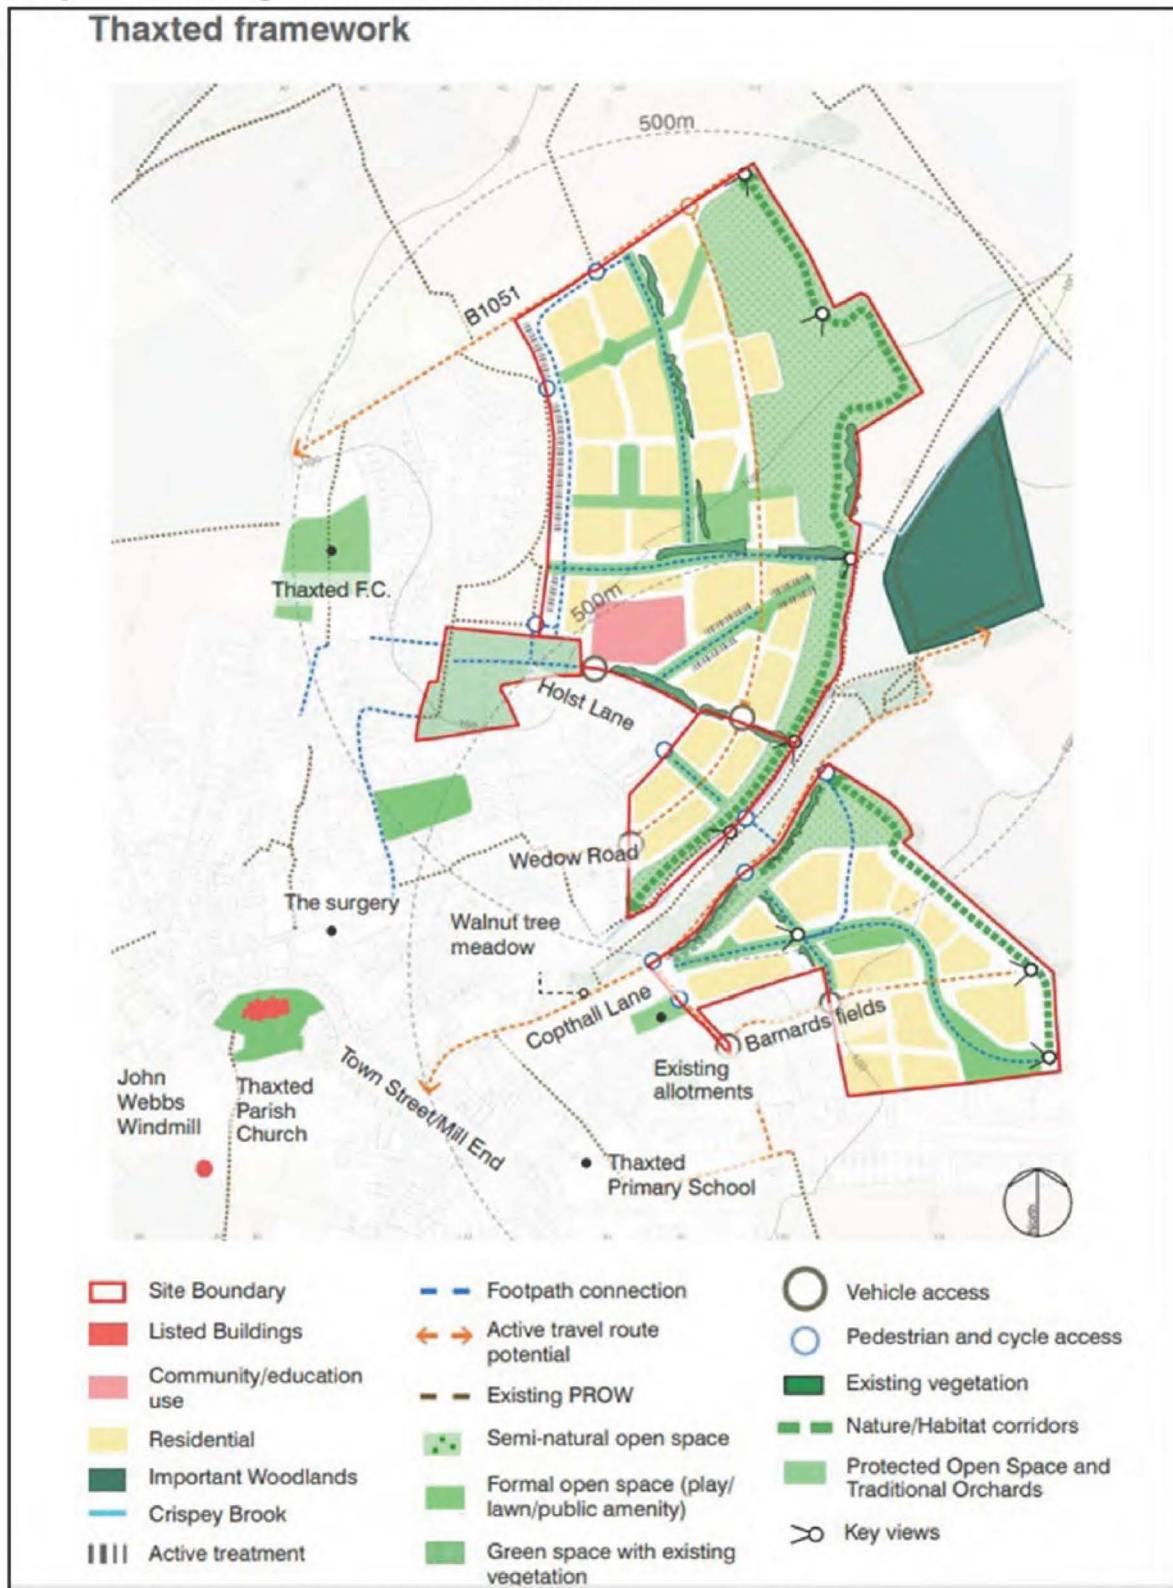 Thaxted framework
500m
B1051
500m
Thaxted F.C.
Holst Lane
Wedow Road
The surgery
Walnut tree
meadow
Copthall Lane
Barnards fields
Existing
allotments
Town Street/Mill End
John
Webbs
Windmill
Thaxted
Parish
Church
Thaxted
Primary School
North
Site Boundary
Listed Buildings
Community/education
use
Residential
Important Woodlands
Crispey Brook
Active treatment
Footpath connection
Active travel route
potential
Existing PROW
Semi-natural open space
Formal open space (play/
lawn/public amenity)
Green space with existing
vegetation
Vehicle access
Pedestrian and cycle access
Existing vegetation
Nature/Habitat corridors
Protected Open Space and
Traditional Orchards
Key views